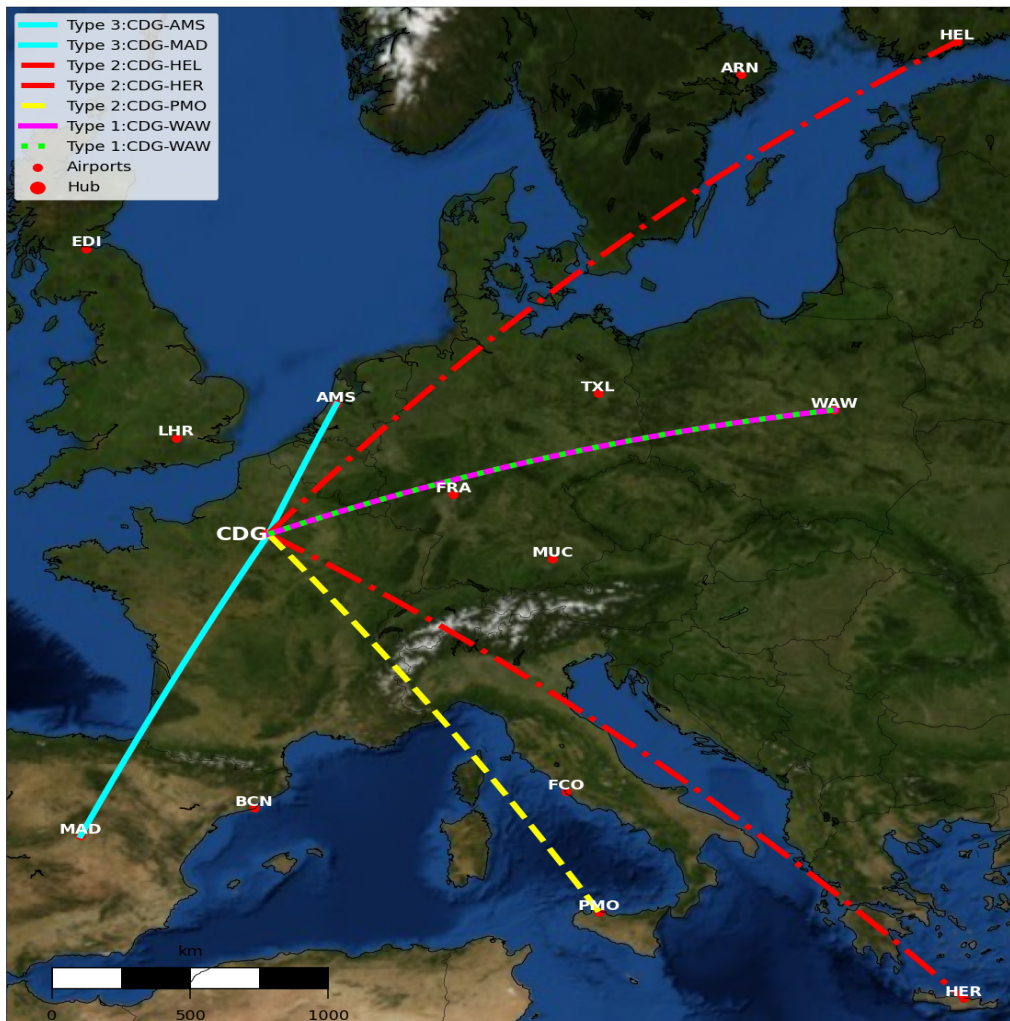 Type 3:CDG-AMS
Type 3:CDG-MAD
Type 2:CDG-HEL
Type 2:CDG-HER
Type 2:CDG-PMO
Type 1:CDG-WAW
Type 1:CDG-WAW
Airports
Hub
HEL
ARN
EDI
TXL
AMS
WAW
LHR
FRA
CDG
MUC
FCO
BCN
MAD
PMO
km
HER
0 500 1000